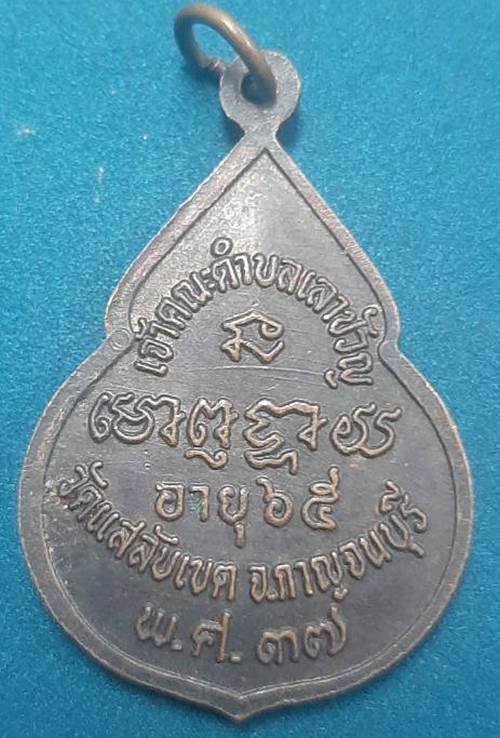 เจ้าคณะตำบลเลาขวัญ
อายุ ๖๕
วัดแสลับเขต จ.กาญจนบุรี
พ.ศ. ๓๗